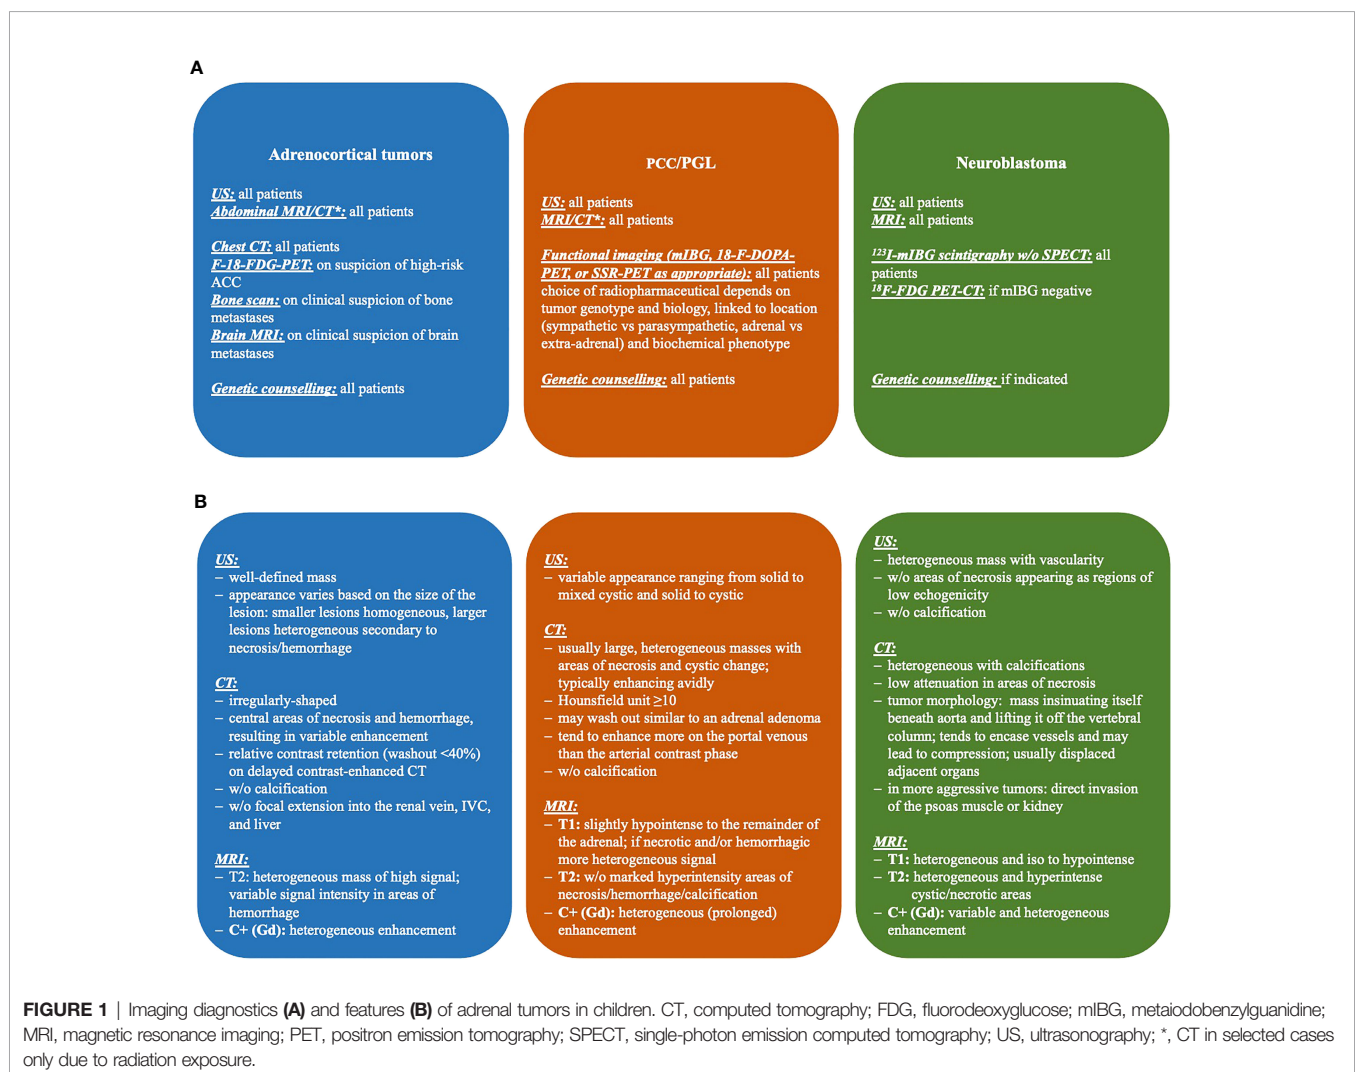 A
Adrenocortical tumors
US: all patients
Abdominal MRI/CT*: all patients
Chest CT: all patients
F-18-FDG-PET: on suspicion of high-risk
ACC
Bone scan: on clinical suspicion of bone
metastases
Brain MRI: on clinical suspicion of brain
metastases
Genetic counselling: all patients
PCC/PGL
US: all patients
MRI/CT*: all patients
Functional imaging (mIBG, 18-F-DOPA-
PET, or SSR-PET as appropriate): all patients
choice of radiopharmaceutical depends on
tumor genotype and biology, linked to location
(sympathetic vs parasympathetic, adrenal vs
extra-adrenal) and biochemical phenotype
Genetic counselling: all patients
Neuroblastoma
US: all patients
MRI: all patients
¹²³I-mIBG scintigraphy w/o SPECT: all
patients
¹⁸F-FDG PET-CT: if mIBG negative
Genetic counselling: if indicated
B
US:
– well-defined mass
– appearance varies based on the size of the
lesion: smaller lesions homogeneous, larger
lesions heterogeneous secondary to
necrosis/hemorrhage
CT:
– irregularly-shaped
– central areas of necrosis and hemorrhage,
resulting in variable enhancement
– relative contrast retention (washout <40%)
on delayed contrast-enhanced CT
– w/o calcification
– w/o focal extension into the renal vein, IVC,
and liver
MRI:
– T2: heterogeneous mass of high signal;
variable signal intensity in areas of
hemorrhage
– C+ (Gd): heterogeneous enhancement
US:
– variable appearance ranging from solid to
mixed cystic and solid to cystic
CT:
– usually large, heterogeneous masses with
areas of necrosis and cystic change;
typically enhancing avidly
– Hounsfield unit ≥10
– may wash out similar to an adrenal adenoma
– tend to enhance more on the portal venous
than the arterial contrast phase
– w/o calcification
MRI:
– T1: slightly hypointense to the remainder of
the adrenal; if necrotic and/or hemorrhagic
more heterogeneous signal
– T2: w/o marked hyperintensity areas of
necrosis/hemorrhage/calcification
– C+ (Gd): heterogeneous (prolonged)
enhancement
US:
– heterogeneous mass with vascularity
– w/o areas of necrosis appearing as regions of
low echogenicity
– w/o calcification
CT:
– heterogeneous with calcifications
– low attenuation in areas of necrosis
– tumor morphology: mass insinuating itself
beneath aorta and lifting it off the vertebral
column; tends to encase vessels and may
lead to compression; usually displaced
adjacent organs
– in more aggressive tumors: direct invasion
of the psoas muscle or kidney
MRI:
– T1: heterogeneous and iso to hypointense
– T2: heterogeneous and hyperintense
cystic/necrotic areas
– C+ (Gd): variable and heterogeneous
enhancement
FIGURE 1 | Imaging diagnostics (A) and features (B) of adrenal tumors in children. CT, computed tomography; FDG, fluorodeoxyglucose; mIBG, metaiodobenzylguanidine;
MRI, magnetic resonance imaging; PET, positron emission tomography; SPECT, single-photon emission computed tomography; US, ultrasonography; *, CT in selected cases
only due to radiation exposure.